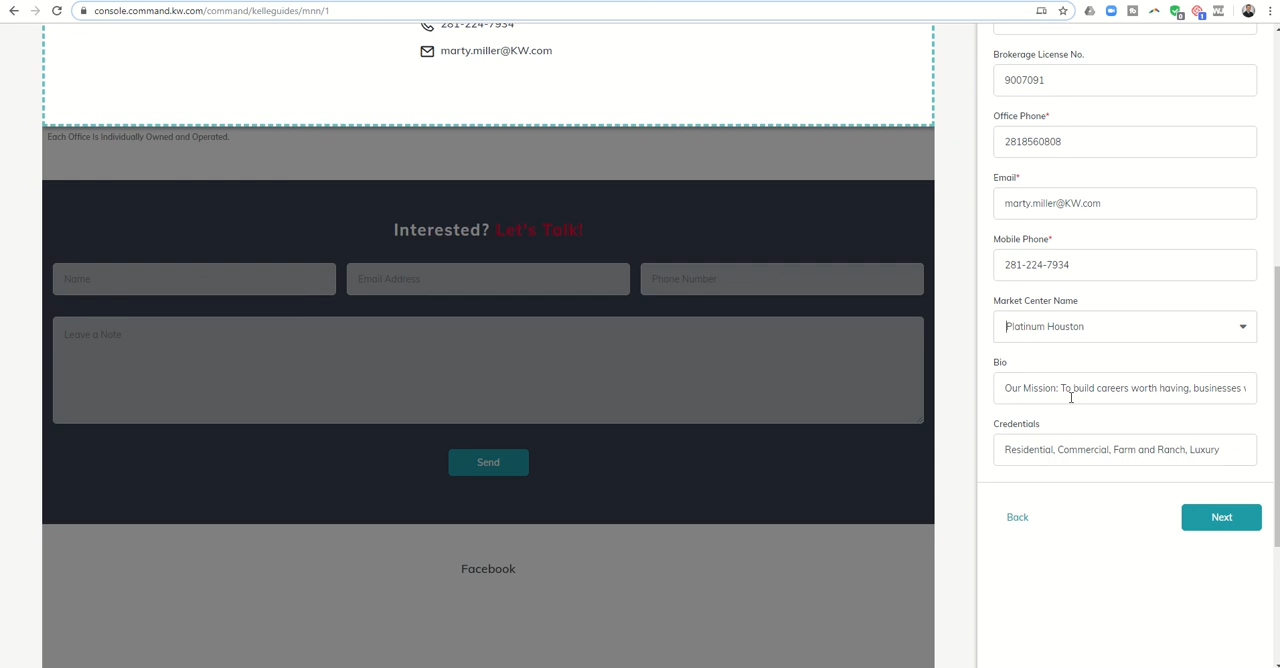 console.command.kw.com/command/kelleguides/mnn/1
281-224-7934
marty.miller@KW.com
Each Office Is Individually Owned and Operated.
Interested? Let's Talk!
Name
Email Address
Phone Number
Leave a Note
Send
Facebook
Brokerage License No.
9007091
Office Phone*
2818560808
Email*
marty.miller@KW.com
Mobile Phone*
281-224-7934
Market Center Name
Platinum Houston
Bio
Our Mission: To build careers worth having, businesses
Credentials
Residential, Commercial, Farm and Ranch, Luxury
Back
Next